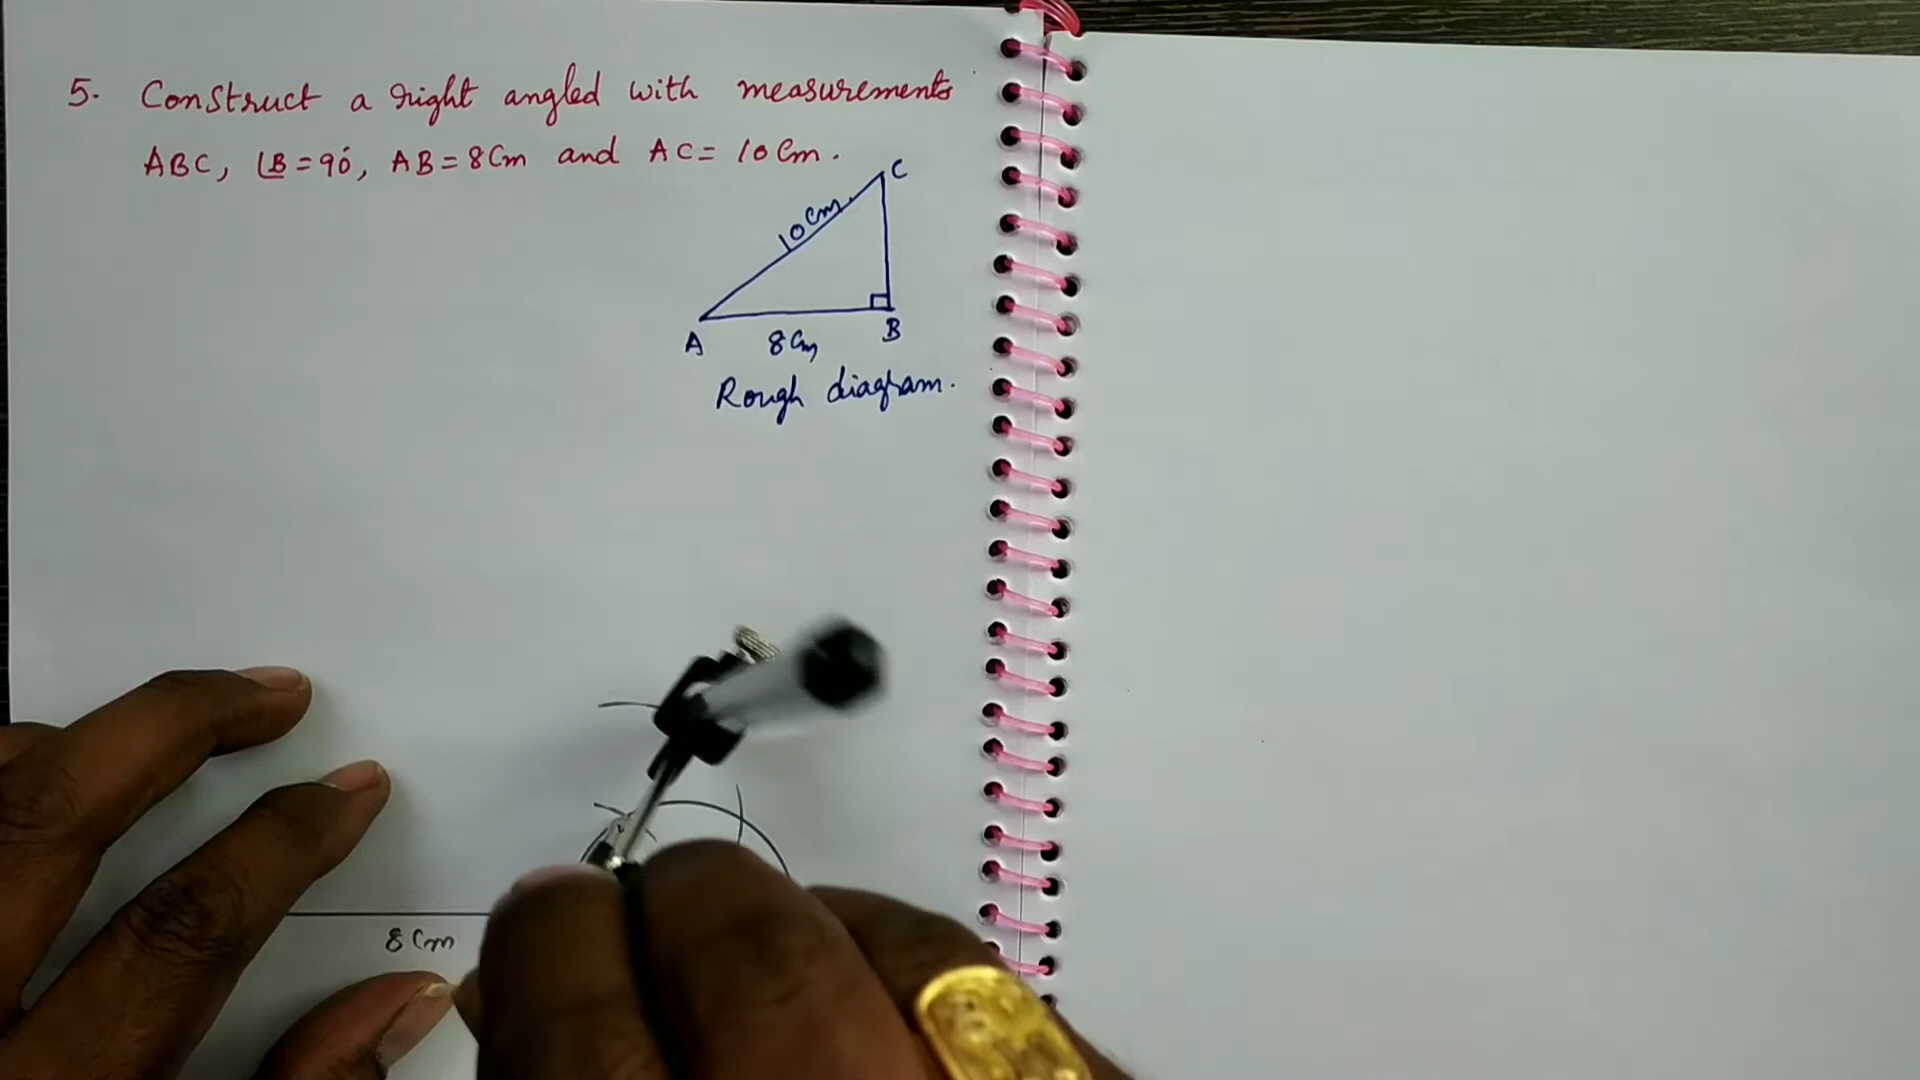 5. Construct a right angled with measurements
ABC, ∠B = 90°, AB = 8 Cm and AC = 10 Cm.
C
10 Cm
A
8 Cm
B
Rough diagram.
8 Cm